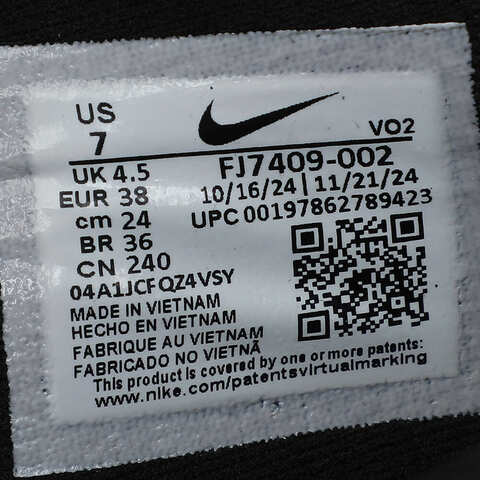 US
7
VO2
UK 4.5
FJ7409-002
EUR 38
10/16/24 | 11/21/24
cm 24
UPC 00197862789423
BR 36
CN 240
04A1JCFQZ4VSY
MADE IN VIETNAM
HECHO EN VIETNAM
FABRIQUE AU VIETNAM
FABRICADO NO VIETNÃ
This product is covered by one or more patents:
www.nike.com/patentsvirtualmarking